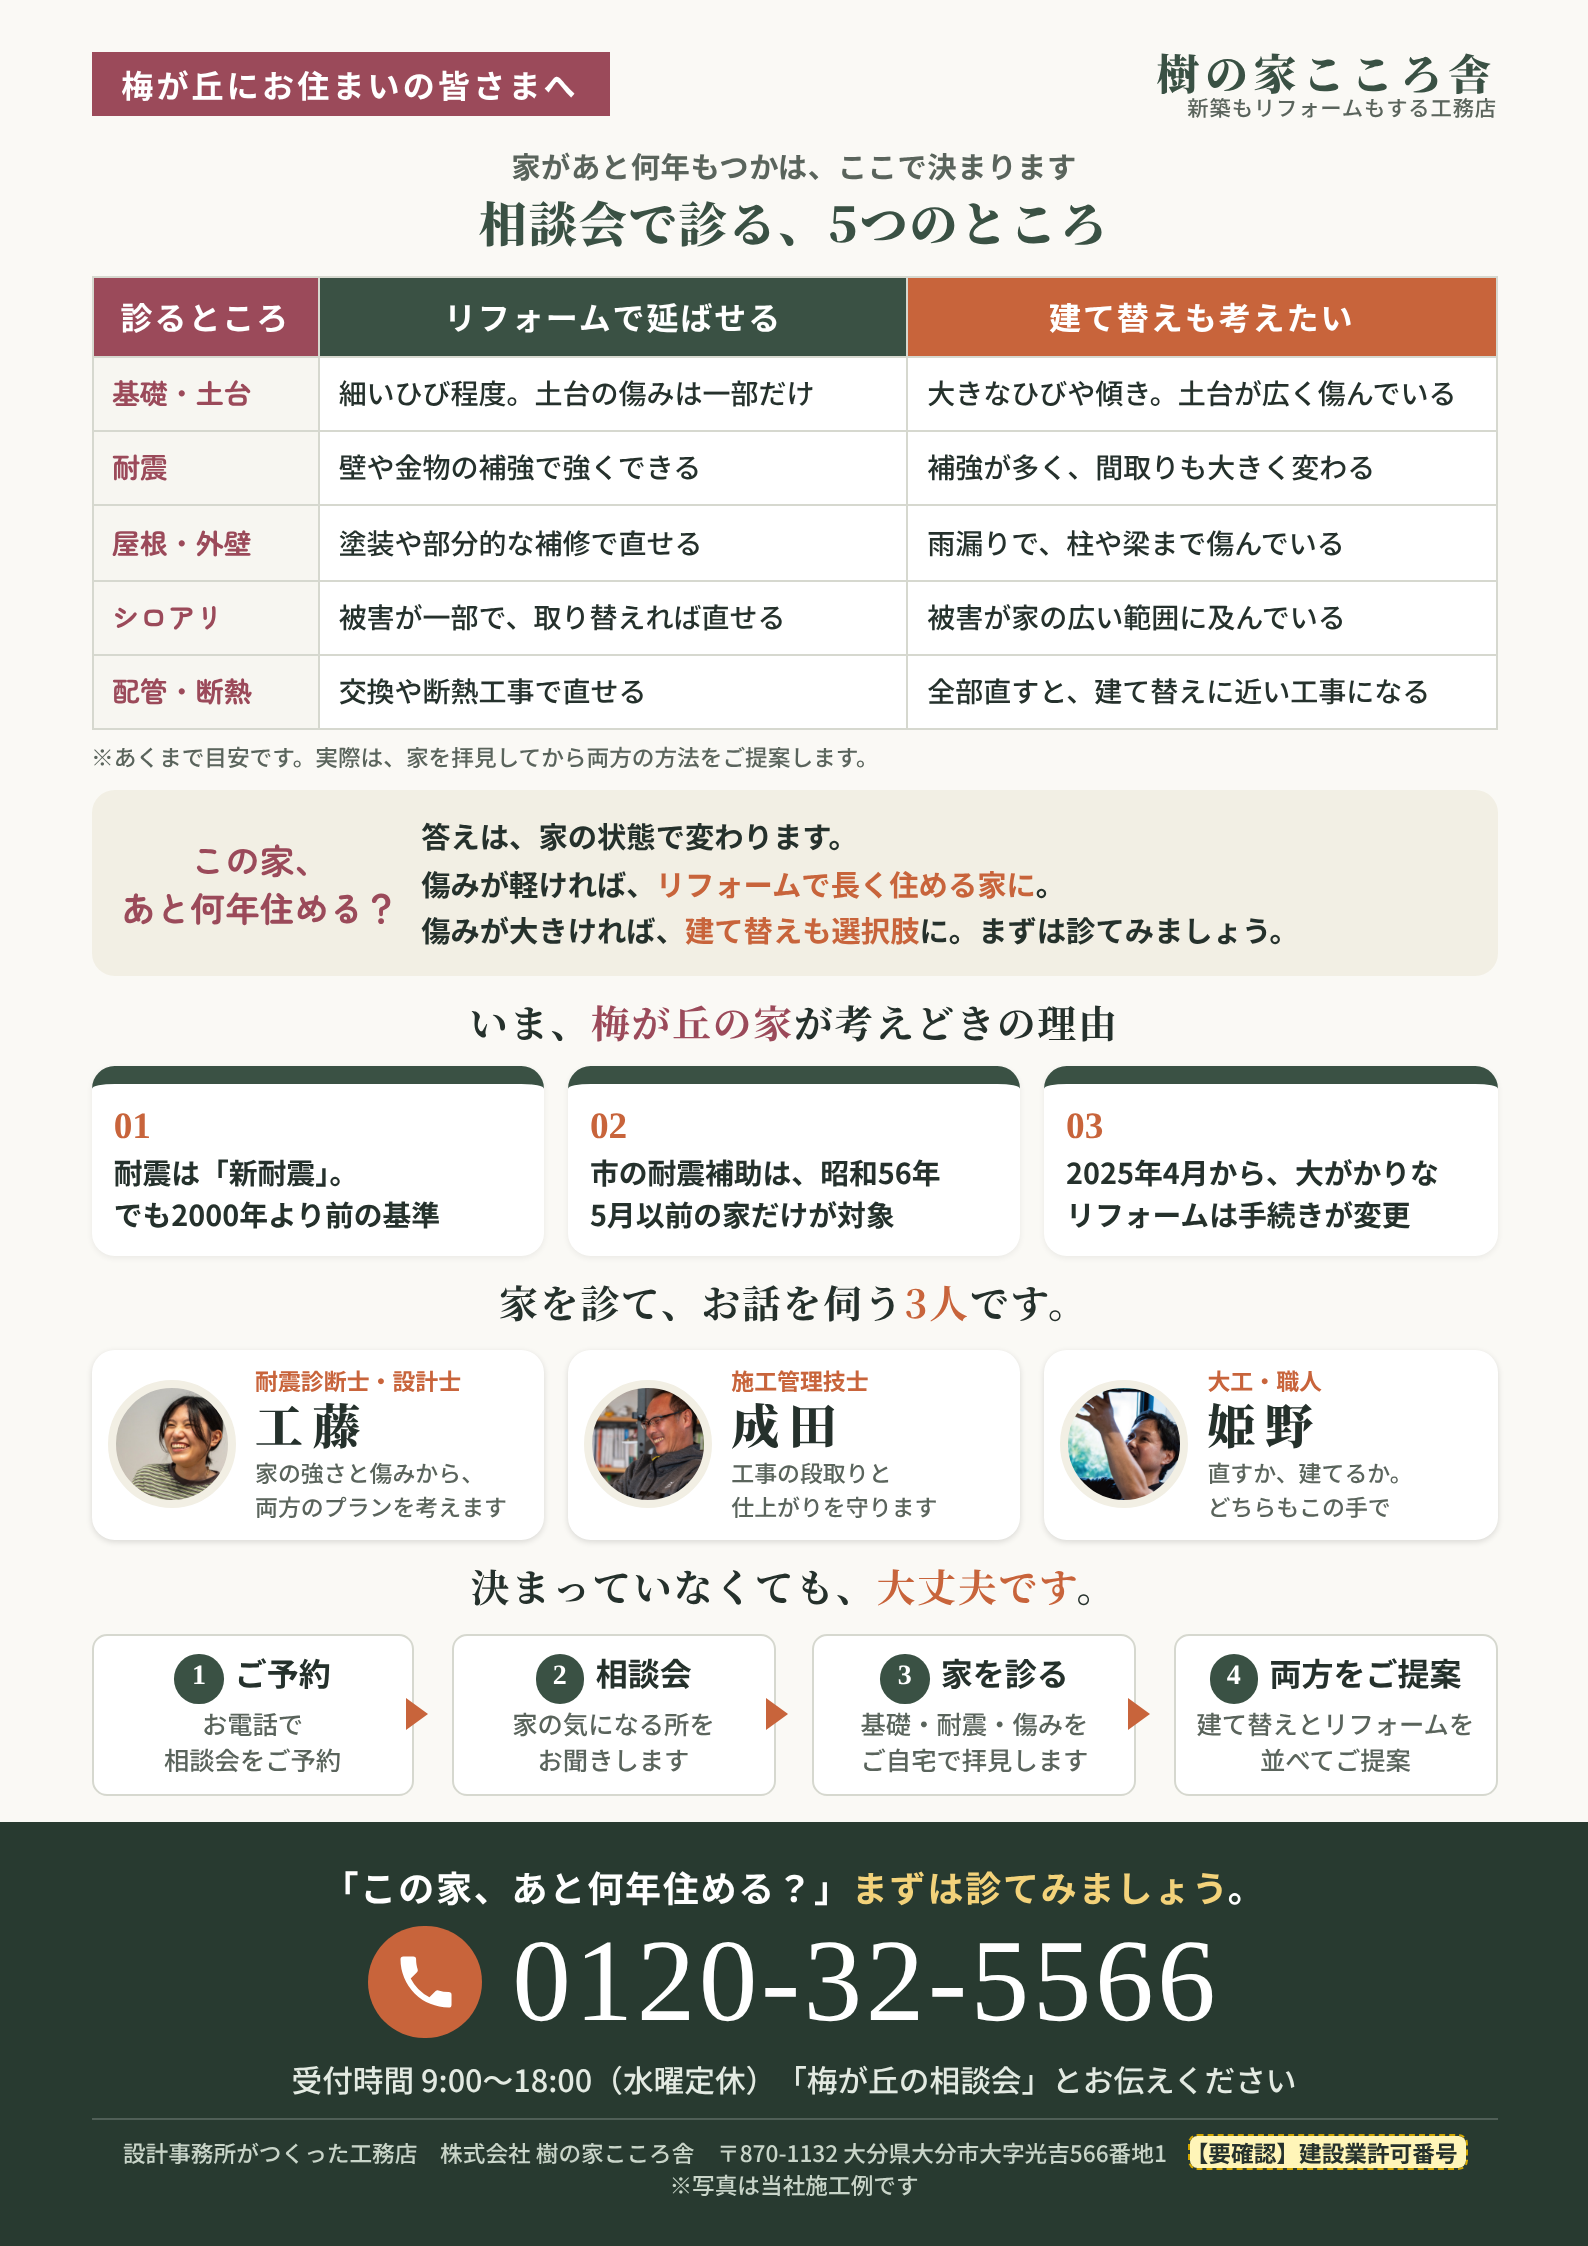 梅が丘にお住まいの皆さまへ
樹の家こころ舎
新築もリフォームもする工務店
家があと何年もつかは、ここで決まります
相談会で診る、5つのところ
診るところ リフォームで延ばせる 建て替えも考えたい
基礎・土台 細いひび程度。土台の傷みは一部だけ 大きなひびや傾き。土台が広く傷んでいる
耐震 壁や金物の補強で強くできる 補強が多く、間取りも大きく変わる
屋根・外壁 塗装や部分的な補修で直せる 雨漏りで、柱や梁まで傷んでいる
シロアリ 被害が一部で、取り替えれば直せる 被害が家の広い範囲に及んでいる
配管・断熱 交換や断熱工事で直せる 全部直すと、建て替えに近い工事になる
※あくまで目安です。実際は、家を拝見してから両方の方法をご提案します。
この家、
あと何年住める？
答えは、家の状態で変わります。
傷みが軽ければ、リフォームで長く住める家に。
傷みが大きければ、建て替えも選択肢に。まずは診てみましょう。
いま、梅が丘の家が考えどきの理由
01
耐震は「新耐震」。
でも2000年より前の基準
02
市の耐震補助は、昭和56年
5月以前の家だけが対象
03
2025年4月から、大がかりな
リフォームは手続きが変更
家を診て、お話を伺う3人です。
耐震診断士・設計士
工藤
家の強さと傷みから、
両方のプランを考えます
施工管理技士
成田
工事の段取りと
仕上がりを守ります
大工・職人
姫野
直すか、建てるか。
どちらもこの手で
決まっていなくても、大丈夫です。
1 ご予約
お電話で
相談会をご予約
2 相談会
家の気になる所を
お聞きします
3 家を診る
基礎・耐震・傷みを
ご自宅で拝見します
4 両方をご提案
建て替えとリフォームを
並べてご提案
「この家、あと何年住める？」まずは診てみましょう。
0120-32-5566
受付時間 9:00〜18:00（水曜定休）「梅が丘の相談会」とお伝えください
設計事務所がつくった工務店 株式会社 樹の家こころ舎 〒870-1132 大分県大分市大字光吉566番地1 【要確認】建設業許可番号
※写真は当社施工例です